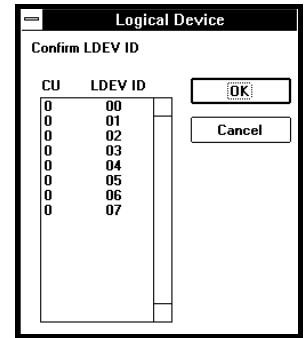 Logical Device
Confirm LDEV ID
CU LDEV ID
0 00
0 01
0 02
0 03
0 04
0 05
0 06
0 07
OK
Cancel